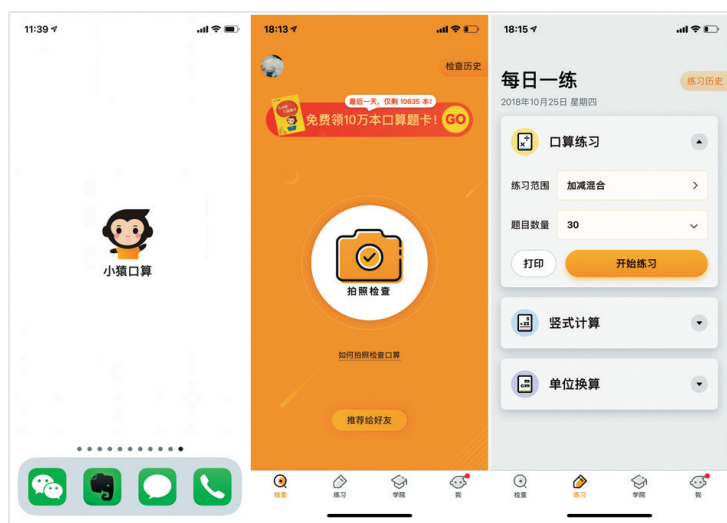 11:39
小猿口算
18:13
检查历史
最后一天，仅剩 10635 本！
免费领10万本口算题卡！ GO
拍照检查
如何拍照检查口算
推荐给好友
检查 练习 学院 我
18:15
每日一练
练习历史
2018年10月25日 星期四
口算练习
练习范围 加减混合
题目数量 30
打印 开始练习
竖式计算
单位换算
检查 练习 学院 我